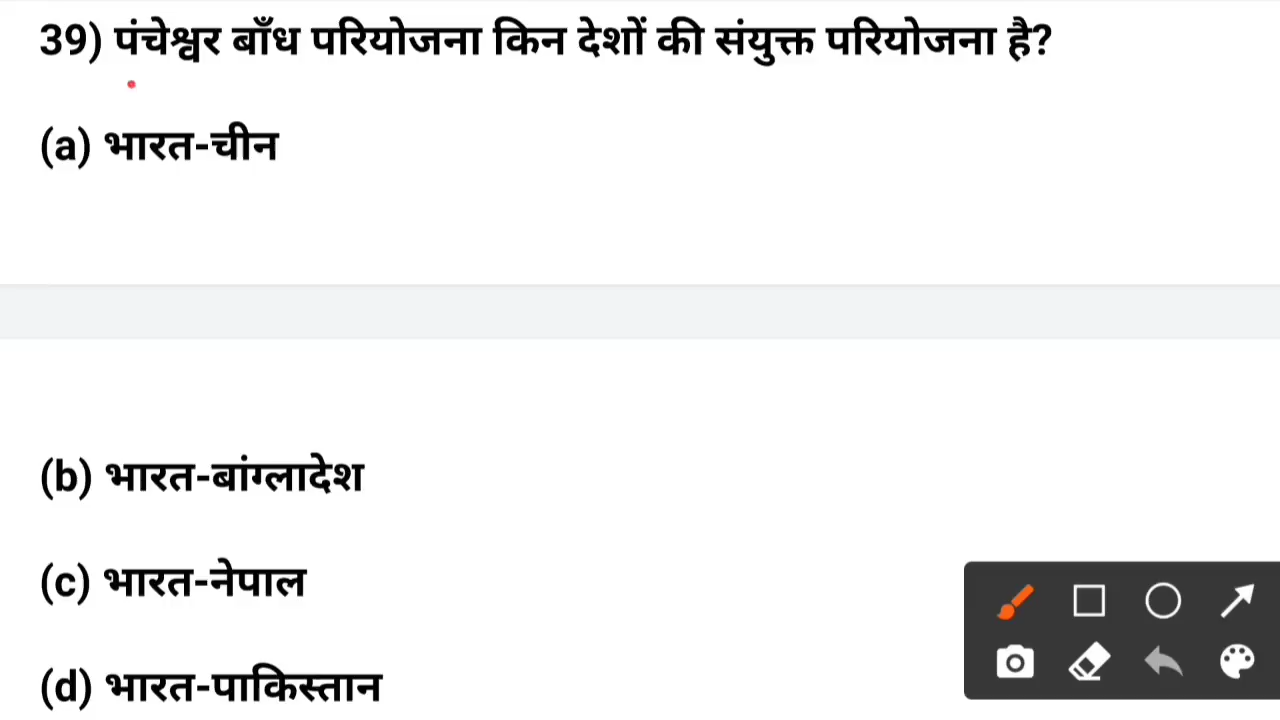 39) पंचेश्वर बाँध परियोजना किन देशों की संयुक्त परियोजना है?
(a) भारत-चीन
(b) भारत-बांग्लादेश
(c) भारत-नेपाल
(d) भारत-पाकिस्तान